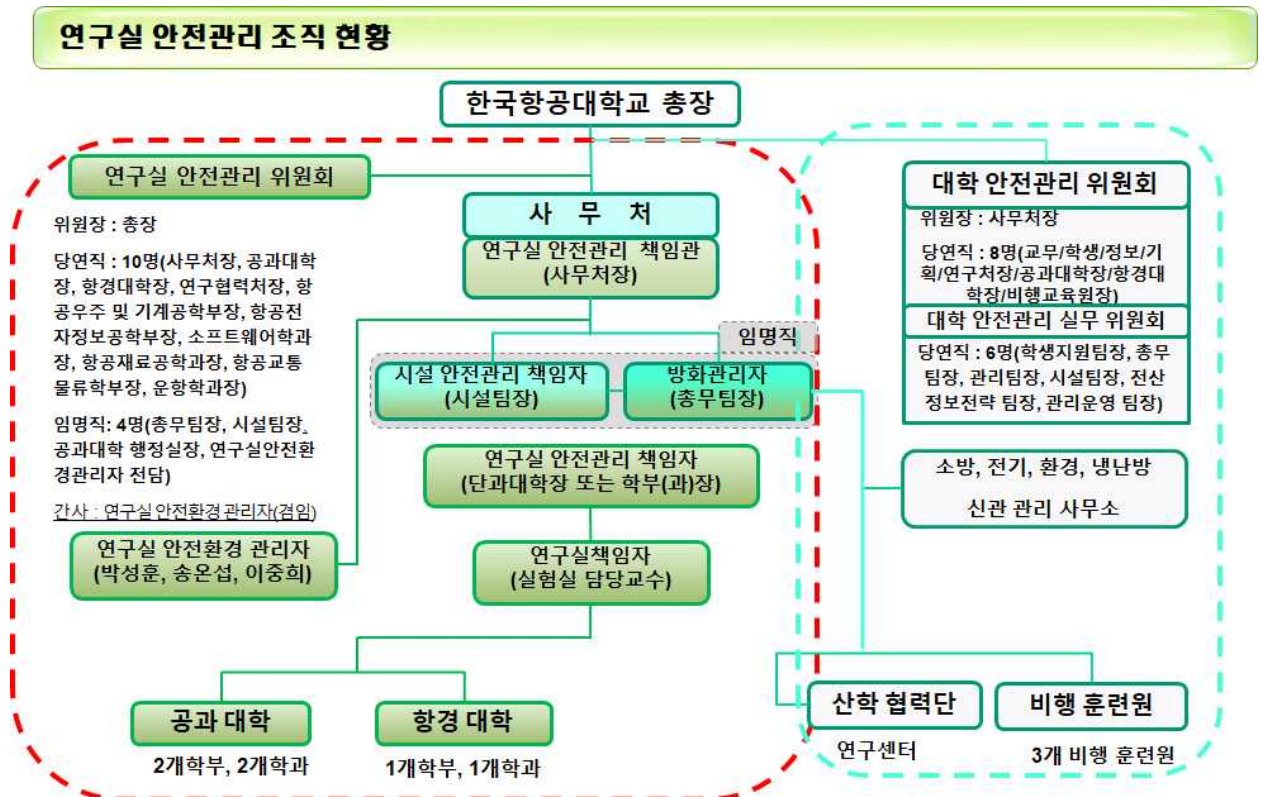 연구실 안전관리 조직 현황
한국항공대학교 총장
연구실 안전관리 위원회
위원장 : 총장
당연직 : 10명(사무처장, 공과대학
장, 항경대학장, 연구협력처장, 항
공우주 및 기계공학부장, 항공전
자정보공학부장, 소프트웨어학과
장, 항공재료공학과장, 항공교통
물류학부장, 운항학과장)
임명직: 4명(총무팀장, 시설팀장,
공과대학 행정실장, 연구실안전환
경관리자 전담)
간사 : 연구실안전환경관리자(겸임)
연구실 안전환경 관리자
(박성훈, 송온섭, 이중희)
사 무 처
연구실 안전관리 책임관
(사무처장)
임명직
시설 안전관리 책임자
(시설팀장)
방화관리자
(총무팀장)
연구실 안전관리 책임자
(단과대학장 또는 학부(과)장)
연구실책임자
(실험실 담당교수)
공과 대학
2개학부, 2개학과
항경 대학
1개학부, 1개학과
대학 안전관리 위원회
위원장 : 사무처장
당연직 : 8명(교무/학생/정보/기
획/연구처장/공과대학장/항경대
학장/비행교육원장)
대학 안전관리 실무 위원회
당연직 : 6명(학생지원팀장, 총무
팀장, 관리팀장, 시설팀장, 전산
정보전략 팀장, 관리운영 팀장)
소방, 전기, 환경, 냉난방
신관 관리 사무소
산학 협력단
연구센터
비행 훈련원
3개 비행 훈련원